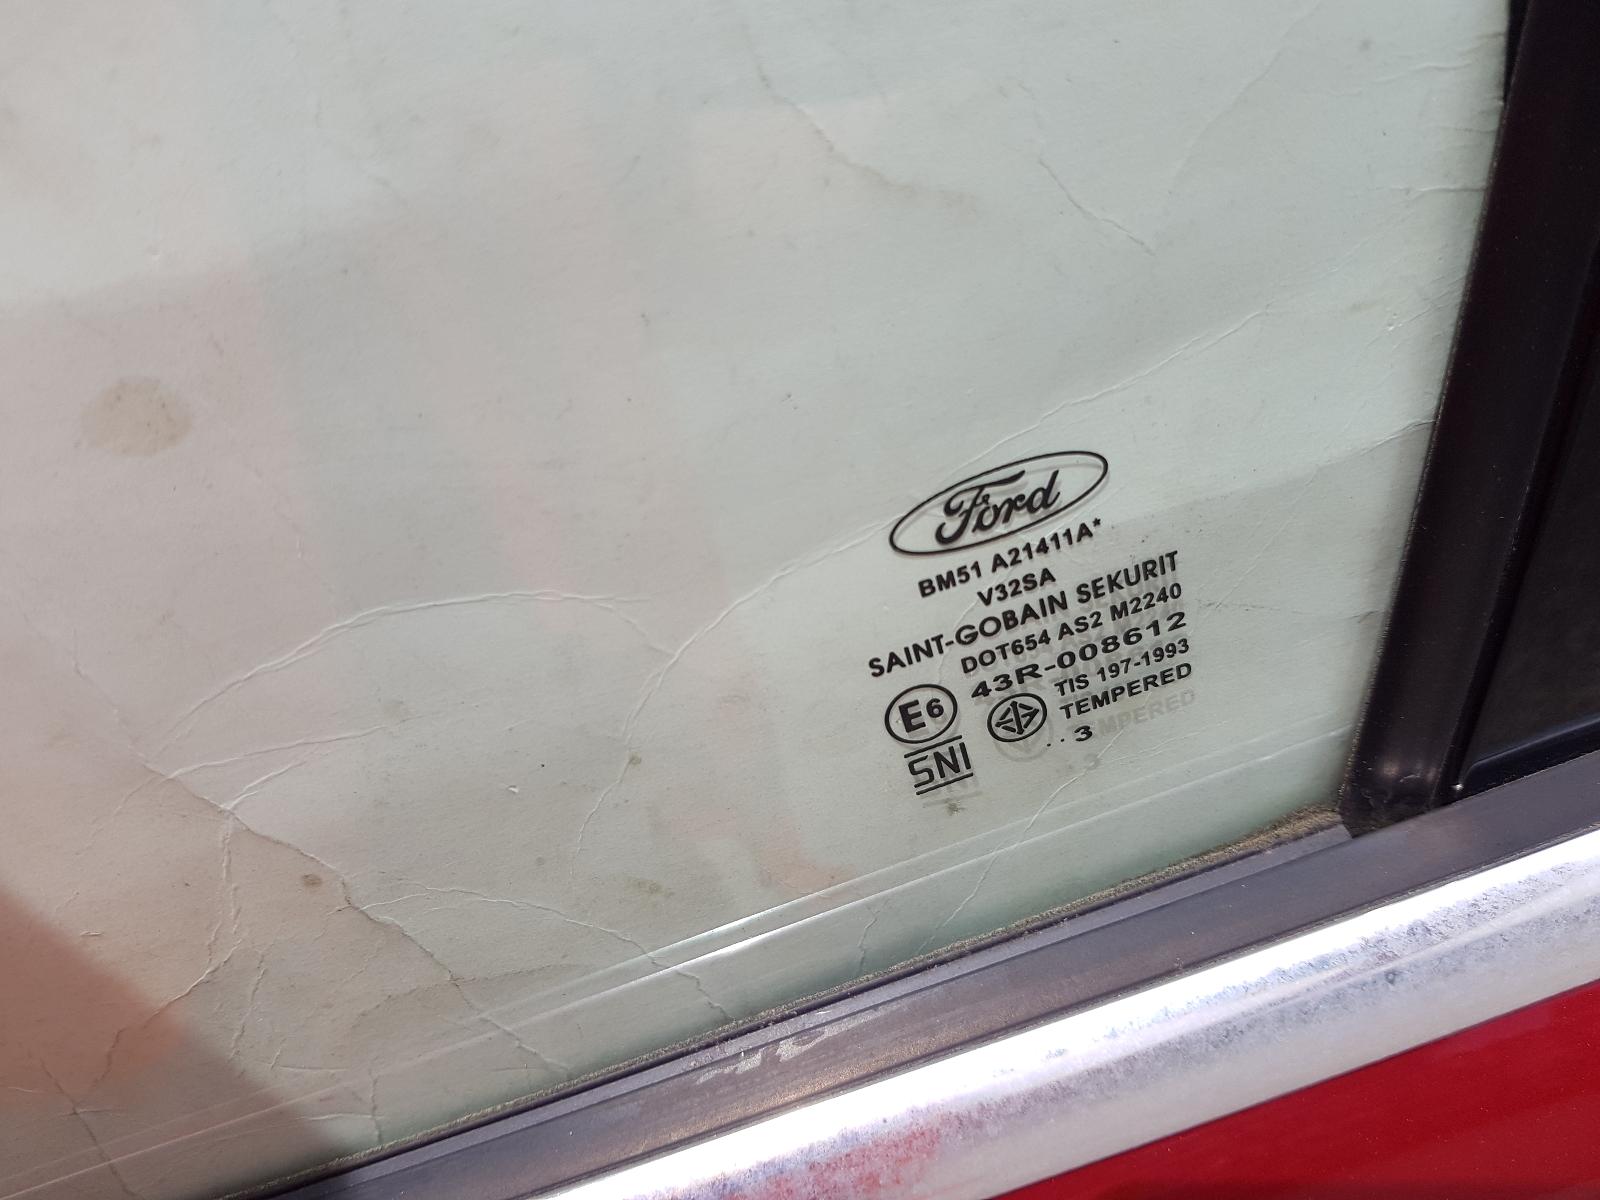 Ford
BM51 A21411A*
V32SA
SAINT-GOBAIN SEKURIT
DOT654 AS2 M2240
43R-008612
E6
TIS 197-1993
TEMPERED
SNI
.. 3